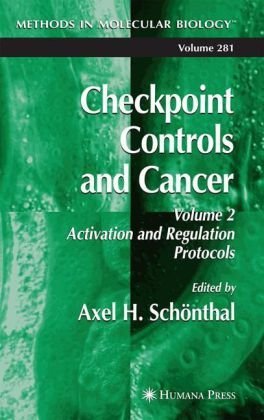 METHODS IN MOLECULAR BIOLOGY™
Volume 281
Checkpoint
Controls
and Cancer
Volume 2
Activation and Regulation
Protocols
Edited by
Axel H. Schönthal
HUMANA PRESS